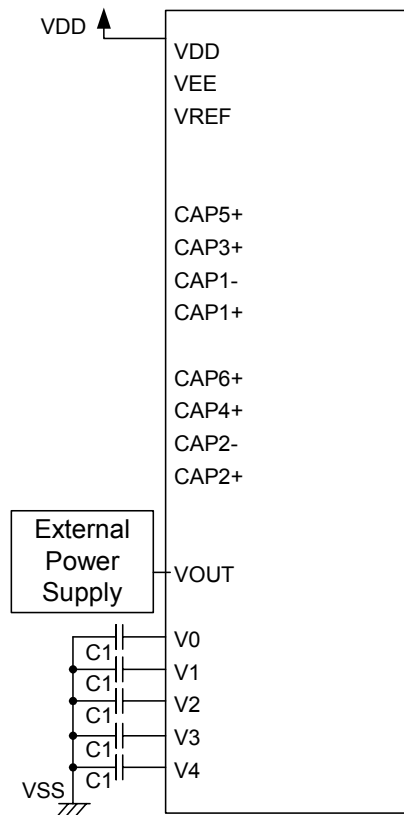 VDD
VDD
VEE
VREF
CAP5+
CAP3+
CAP1-
CAP1+
CAP6+
CAP4+
CAP2-
CAP2+
External
Power
Supply
VOUT
V0
C1
V1
C1
V2
C1
V3
C1
V4
C1
VSS